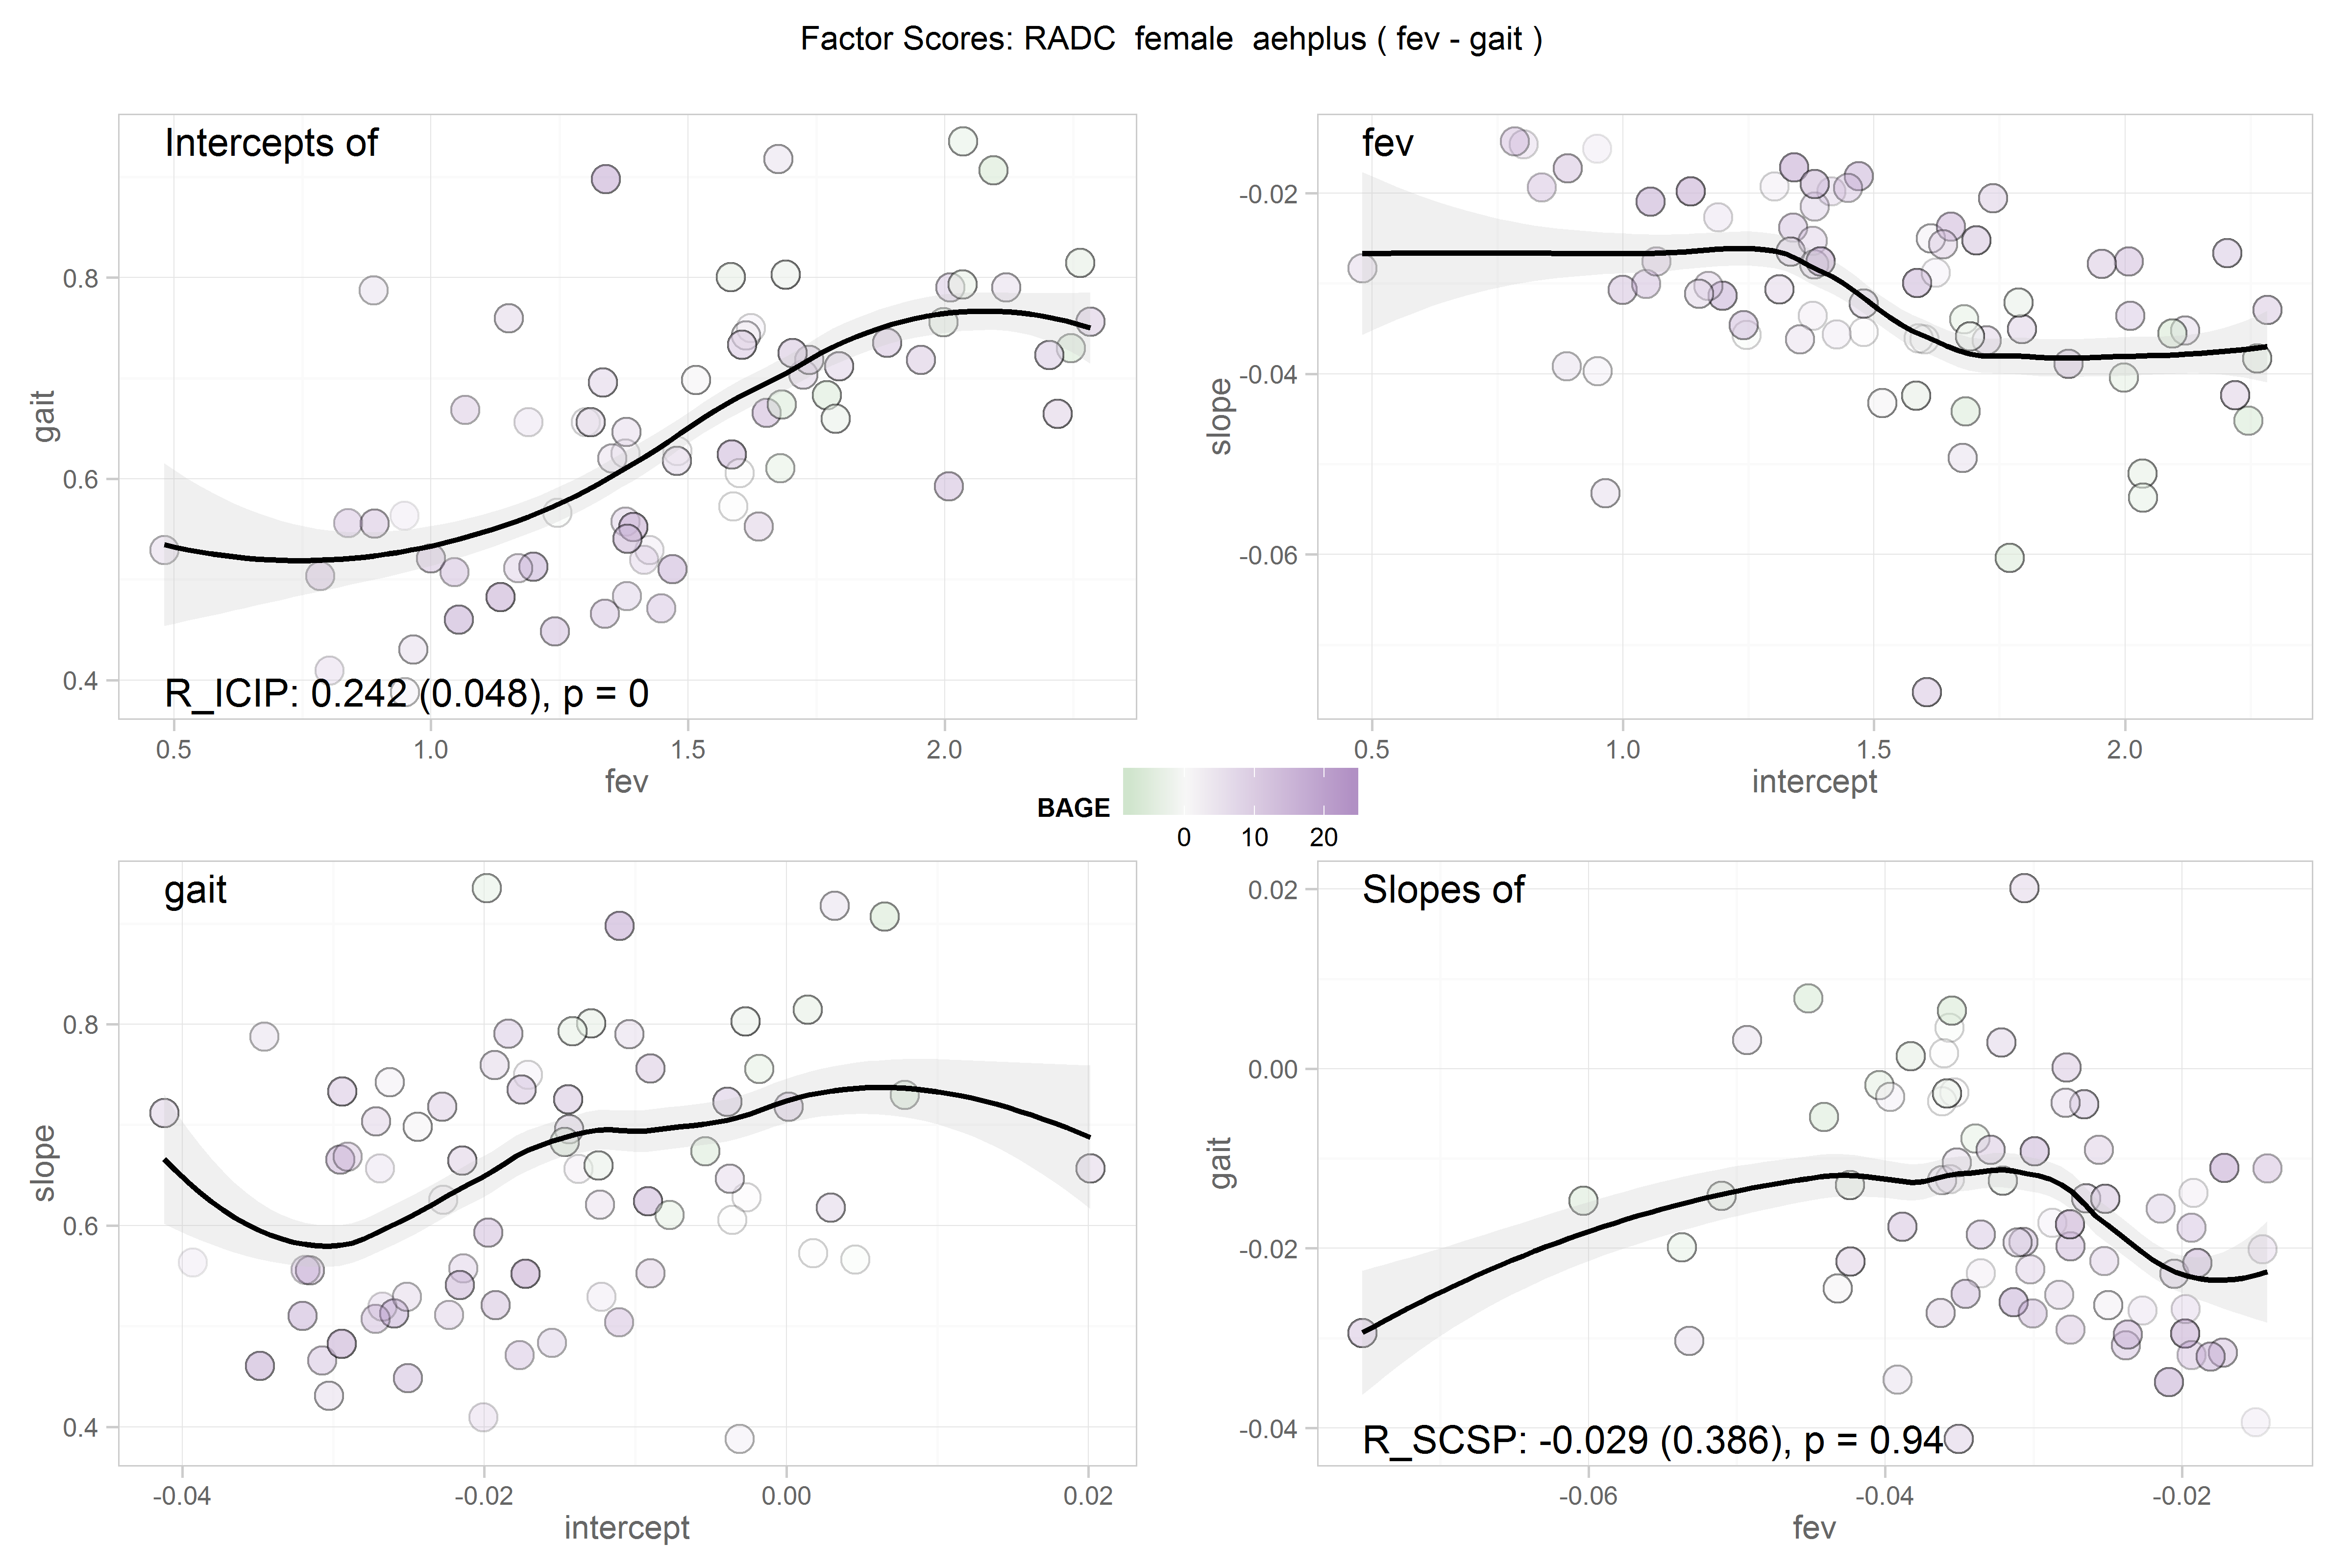 Factor Scores: RADC  female  aehplus ( fev - gait )
Intercepts of
gait
0.8
0.6
0.4
R_ICIP: 0.242 (0.048), p = 0
0.5 1.0 1.5 2.0
fev
fev
slope
-0.02
-0.04
-0.06
0.5 1.0 1.5 2.0
intercept
BAGE
0 10 20
gait
slope
0.8
0.6
0.4
-0.04 -0.02 0.00 0.02
intercept
Slopes of
gait
0.02
0.00
-0.02
-0.04
R_SCSP: -0.029 (0.386), p = 0.94
-0.06 -0.04 -0.02
fev